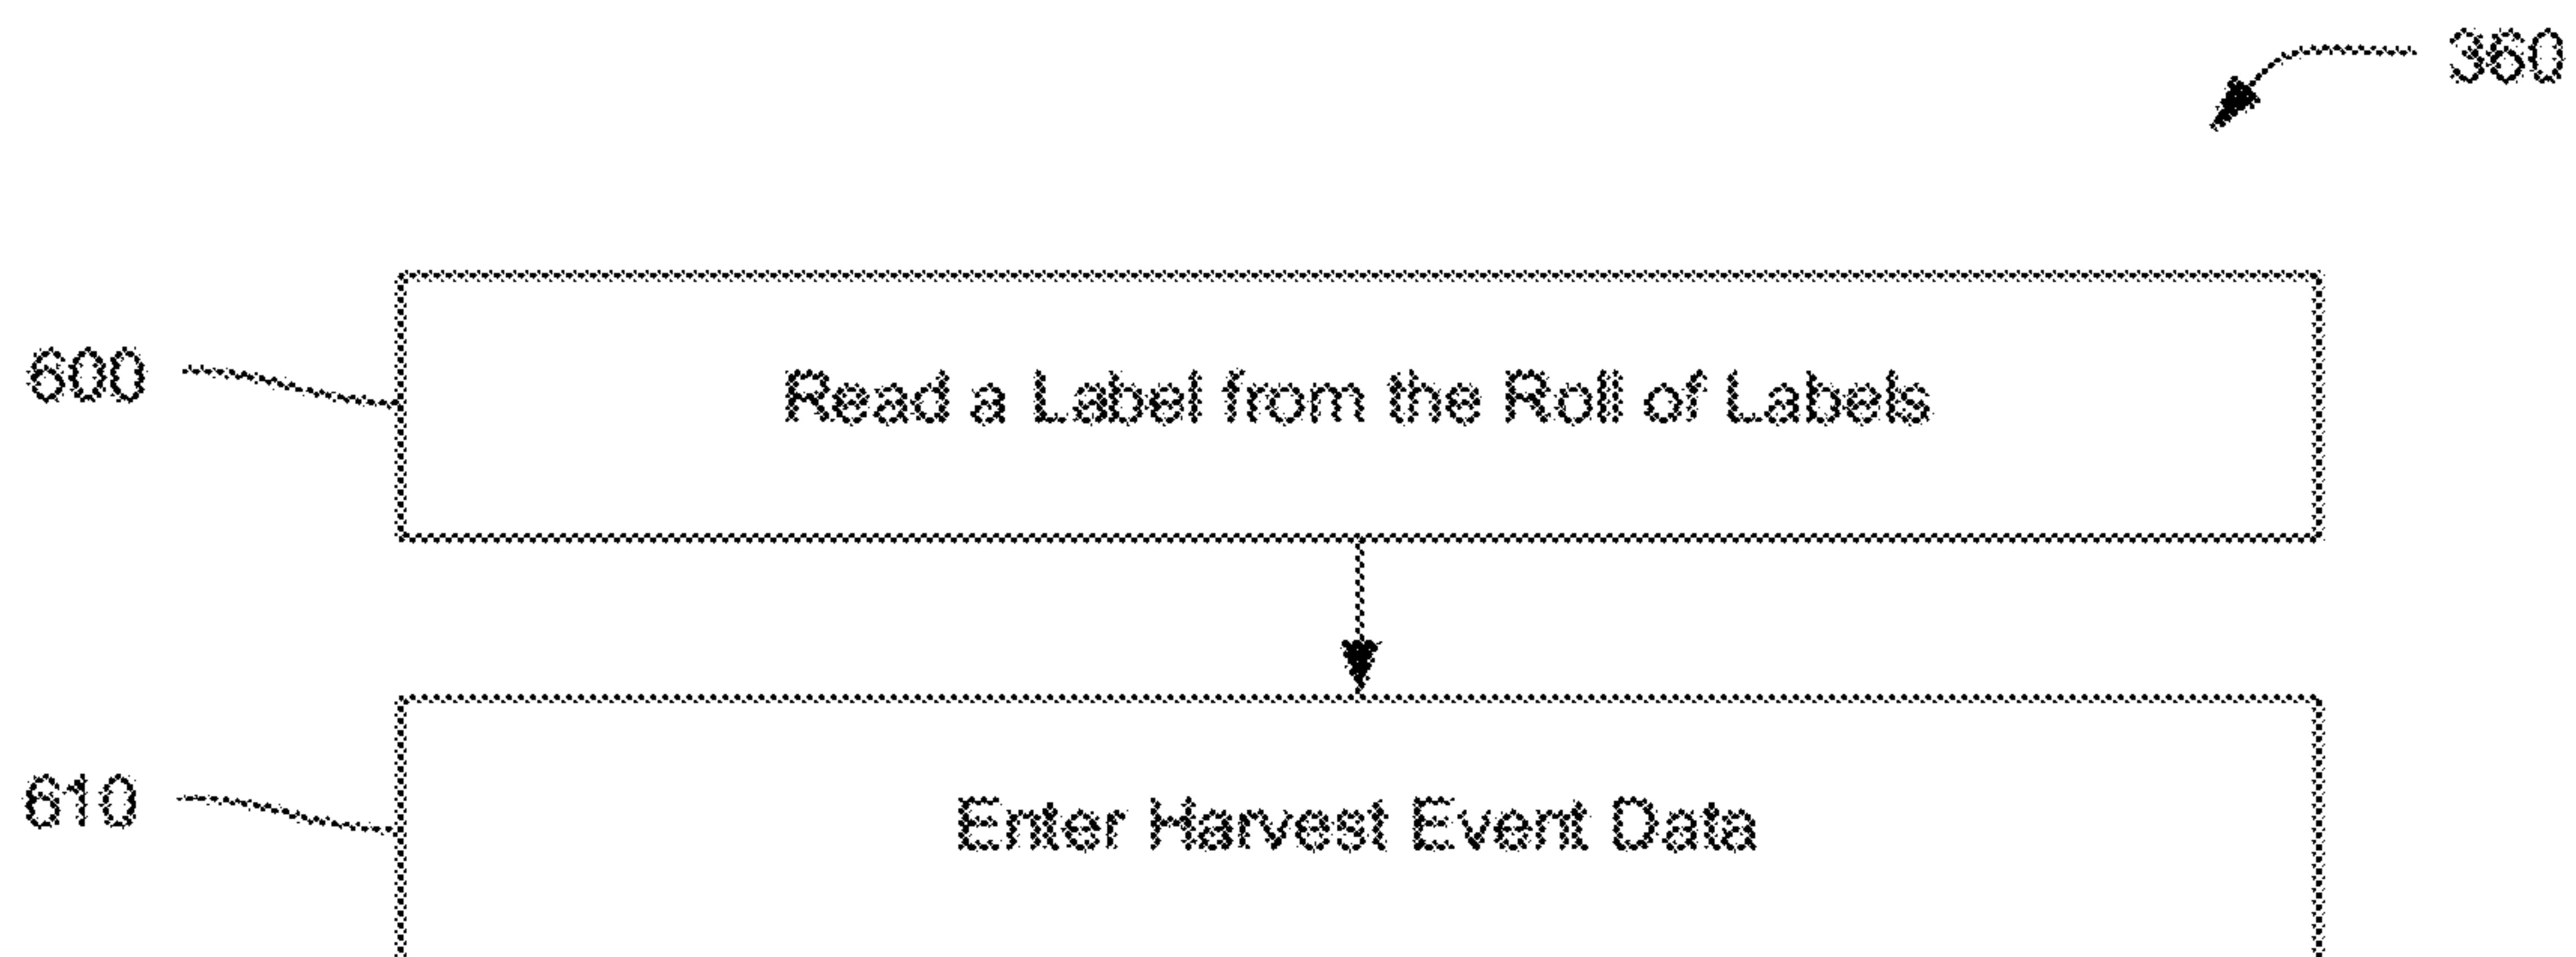 360
600
Read a Label from the Roll of Labels
610
Enter Harvest Event Data